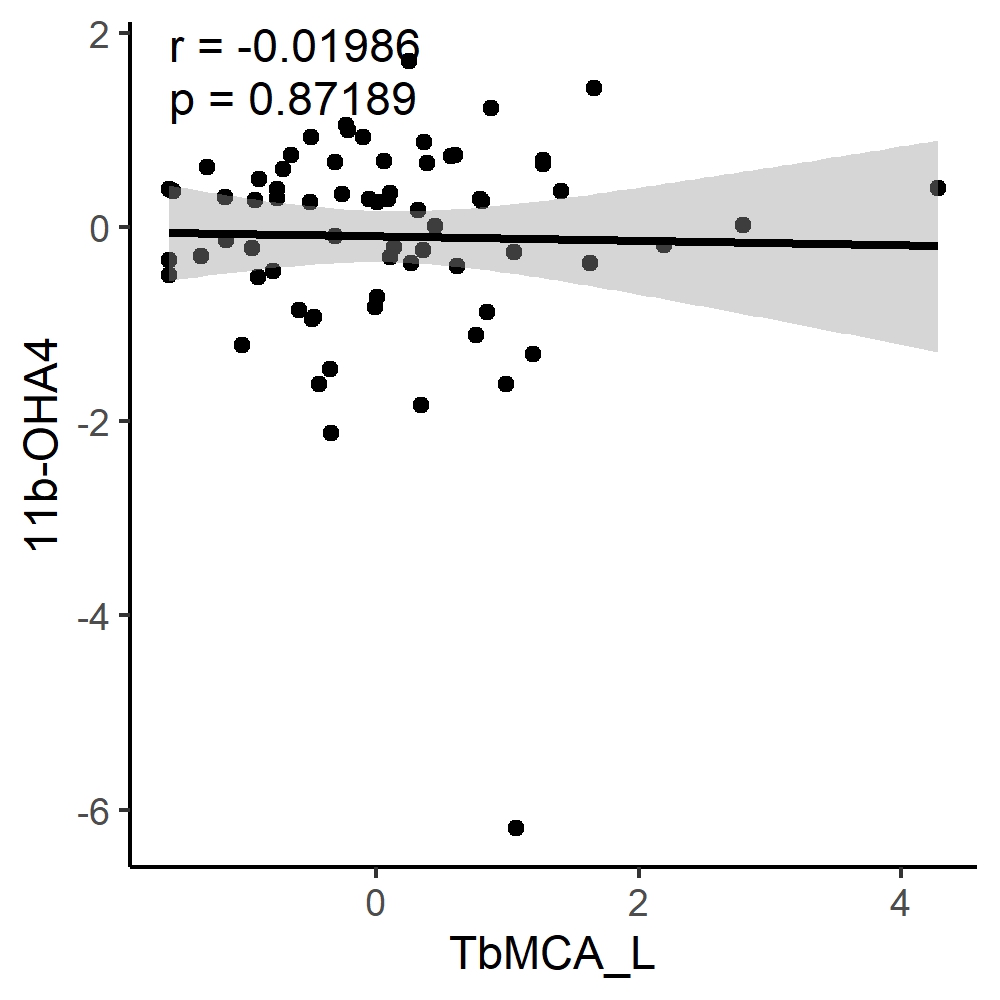 r = -0.01986
p = 0.87189
2
0
-2
-4
-6
11b-OHA4
0 2 4
TbMCA_L